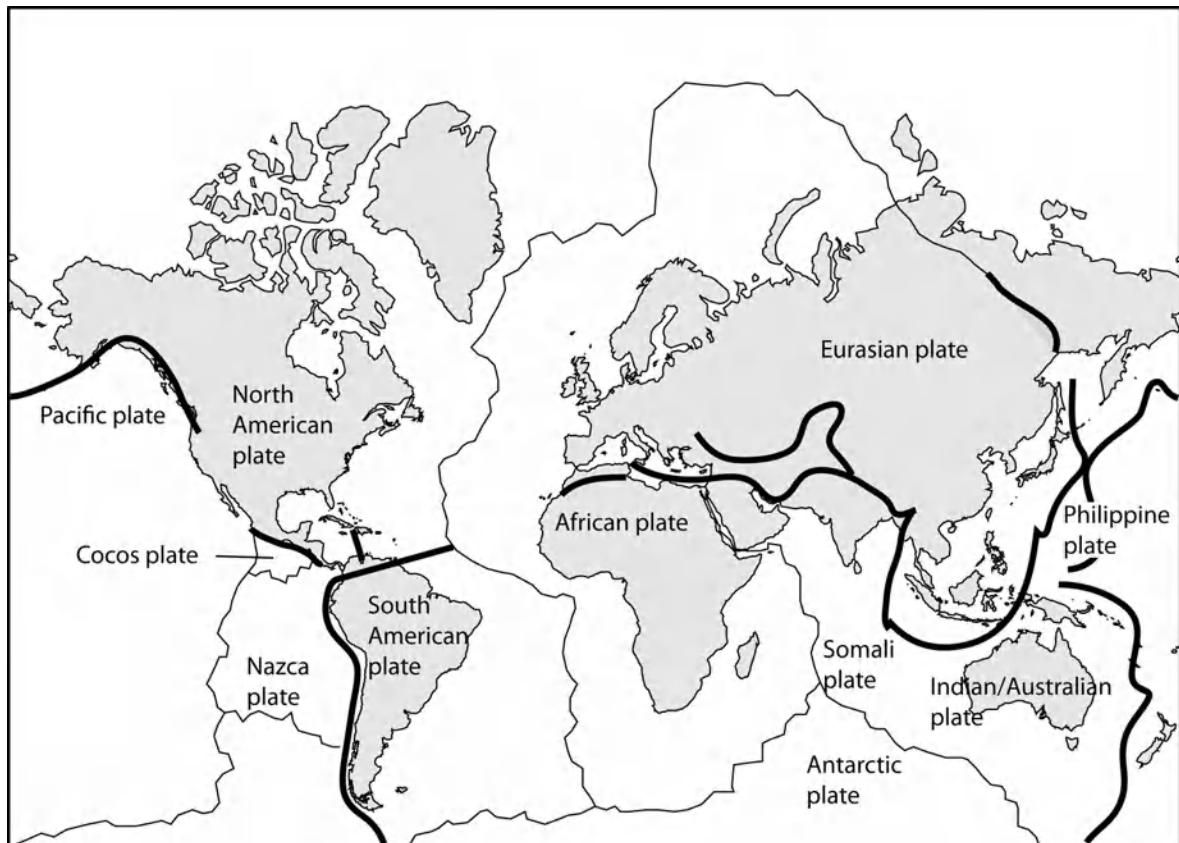 Eurasian plate
Pacific plate
North
American
plate
African plate
Philippine
plate
Cocos plate
South
American
plate
Nazca
plate
Somali
plate
Indian/Australian
plate
Antarctic
plate